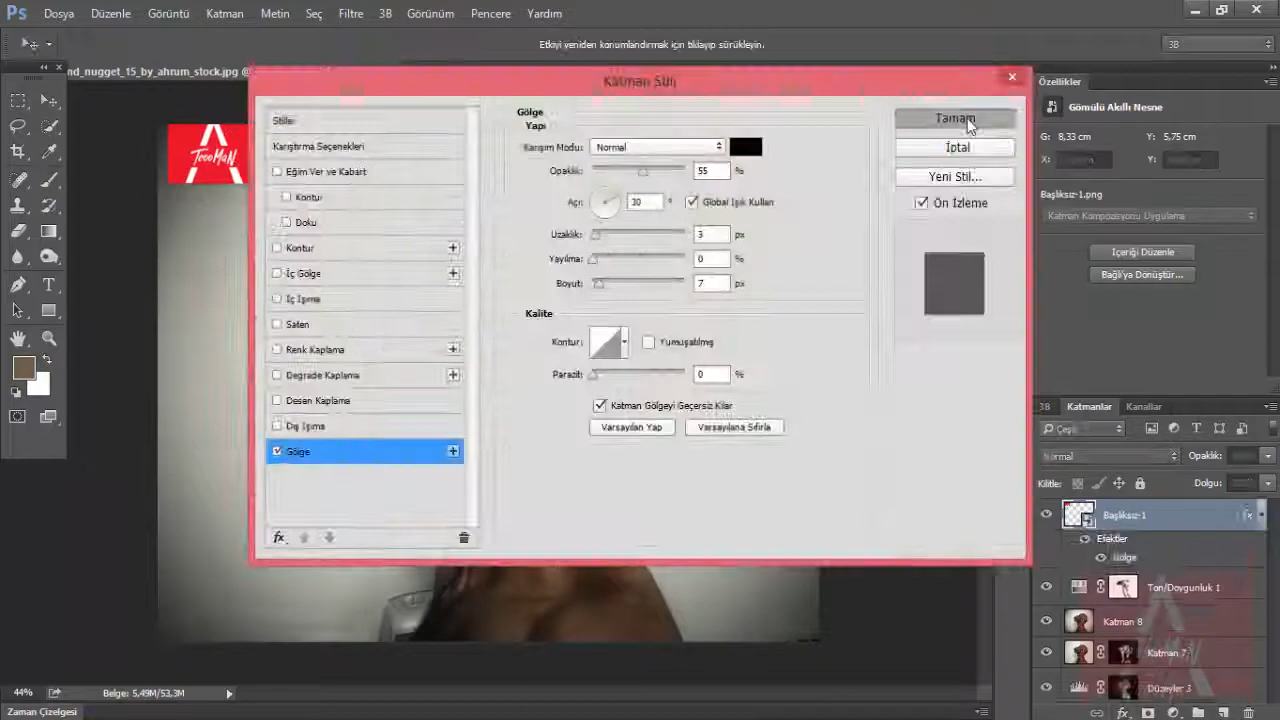 Ps Dosya Düzenle Görüntü Katman Metin Seç Filtre 3B Görünüm Pencere Yardım
Etkiyi yeniden konumlandırmak için tıklayıp sürükleyin.
3B
nd_nugget_15_by_ahrum_stock.jpg @
TrooMaN
Katman Stili
Stiller
Karıştırma Seçenekleri
Eğim Ver ve Kabart
Kontur
Doku
Kontur
İç Gölge
İç Işıma
Saten
Renk Kaplama
Degrade Kaplama
Desen Kaplama
Dış Işıma
Gölge
fx
Gölge
Yapı
Karışım Modu: Normal
Opaklık: 55 %
Açı: 30 ° Global Işık Kullan
Uzaklık: 3 px
Yayılma: 0 %
Boyut: 7 px
Kalite
Kontur: Yumuşatılmış
Parazit: 0 %
Katman Gölgeyi Geçersiz Kılar
Varsayılan Yap Varsayılana Sıfırla
Tamam
İptal
Yeni Stil...
Ön İzleme
Özellikler
Gömülü Akıllı Nesne
G: 8,33 cm Y: 5,75 cm
X: Y:
Başlıksız-1.png
Katman Kompozisyonu Uygulama
İçeriği Düzenle
Bağlı'ya Dönüştür...
3B Katmanlar Kanallar
Çeşit
Normal Opaklık:
Kilitle: Dolgu:
Başlıksız-1 fx
Efektler
Gölge
Ton/Doygunluk 1
Katman 8
Katman 7
Düzeyler 3
44% Belge: 5,49M/53,3M
Zaman Çizelgesi